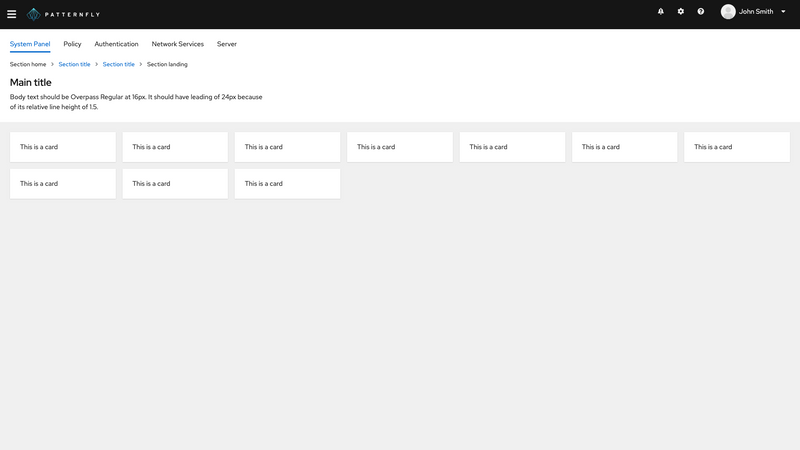 PATTERNFLY
John Smith
System Panel Policy Authentication Network Services Server
Section home > Section title > Section title > Section landing
Main title
Body text should be Overpass Regular at 16px. It should have leading of 24px because
of its relative line height of 1.5.
This is a card This is a card This is a card This is a card This is a card This is a card This is a card
This is a card This is a card This is a card